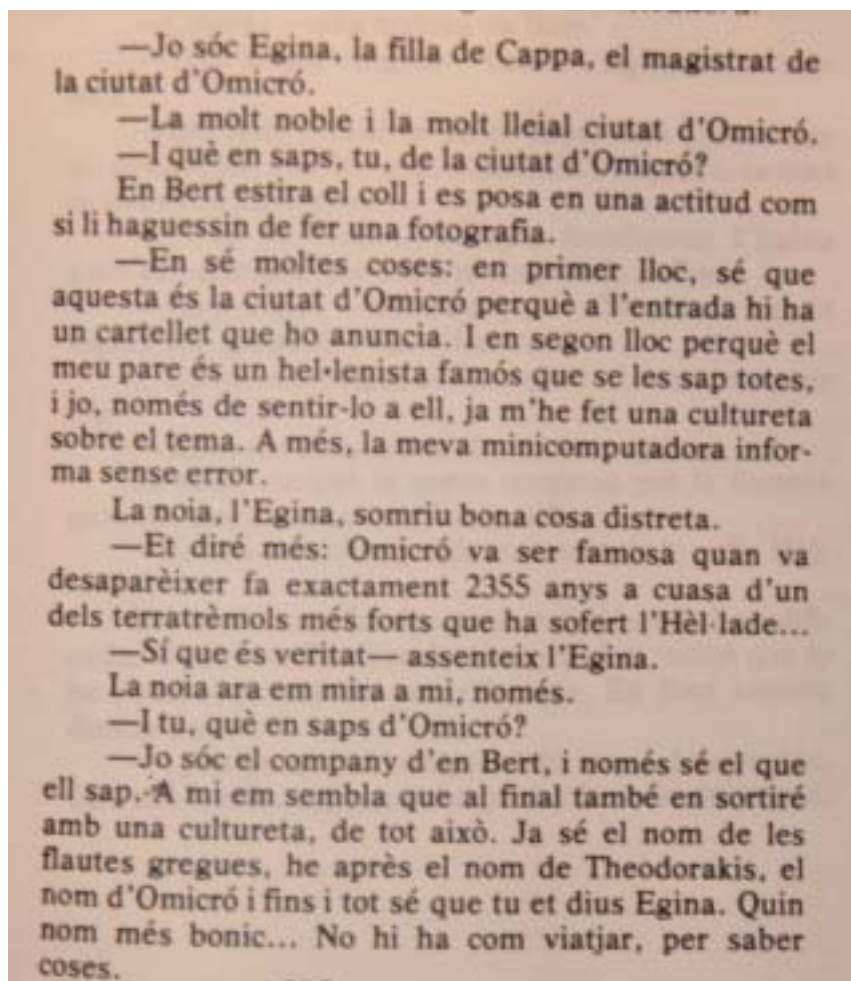 —Jo sóc Egina, la filla de Cappa, el magistrat de
la ciutat d'Omicró.
—La molt noble i la molt lleial ciutat d'Omicró.
—I què en saps, tu, de la ciutat d'Omicró?
En Bert estira el coll i es posa en una actitud com
si li haguessin de fer una fotografia.
—En sé moltes coses: en primer lloc, sé que
aquesta és la ciutat d'Omicró perquè a l'entrada hi ha
un cartellet que ho anuncia. I en segon lloc perquè el
meu pare és un hel·lenista famós que se les sap totes,
i jo, només de sentir-lo a ell, ja m'he fet una cultureta
sobre el tema. A més, la meva minicomputadora infor-
ma sense error.
La noia, l'Egina, somriu bona cosa distreta.
—Et diré més: Omicró va ser famosa quan va
desaparèixer fa exactament 2355 anys a cuasa d'un
dels terratrèmols més forts que ha sofert l'Hèl·lade...
—Sí que és veritat— assenteix l'Egina.
La noia ara em mira a mi, només.
—I tu, què en saps d'Omicró?
—Jo sóc el company d'en Bert, i només sé el que
ell sap. A mi em sembla que al final també en sortiré
amb una cultureta, de tot això. Ja sé el nom de les
flautes gregues, he après el nom de Theodorakis, el
nom d'Omicró i fins i tot sé que tu et dius Egina. Quin
nom més bonic... No hi ha com viatjar, per saber
coses.